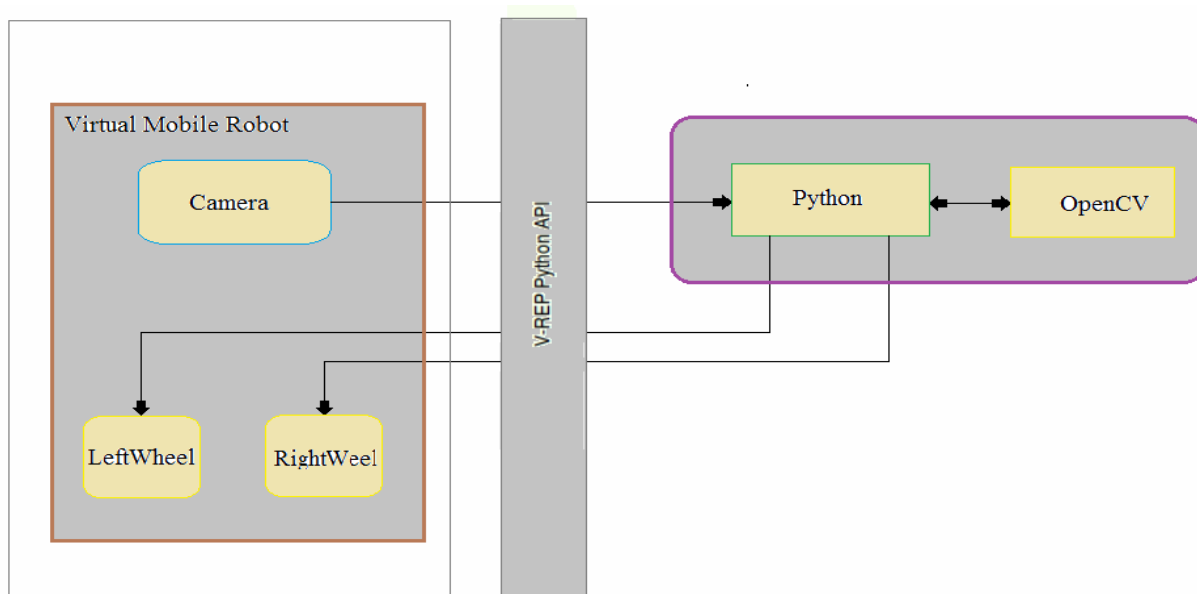 Virtual Mobile Robot
Camera
LeftWheel
RightWeel
V-REP Python API
Python
OpenCV